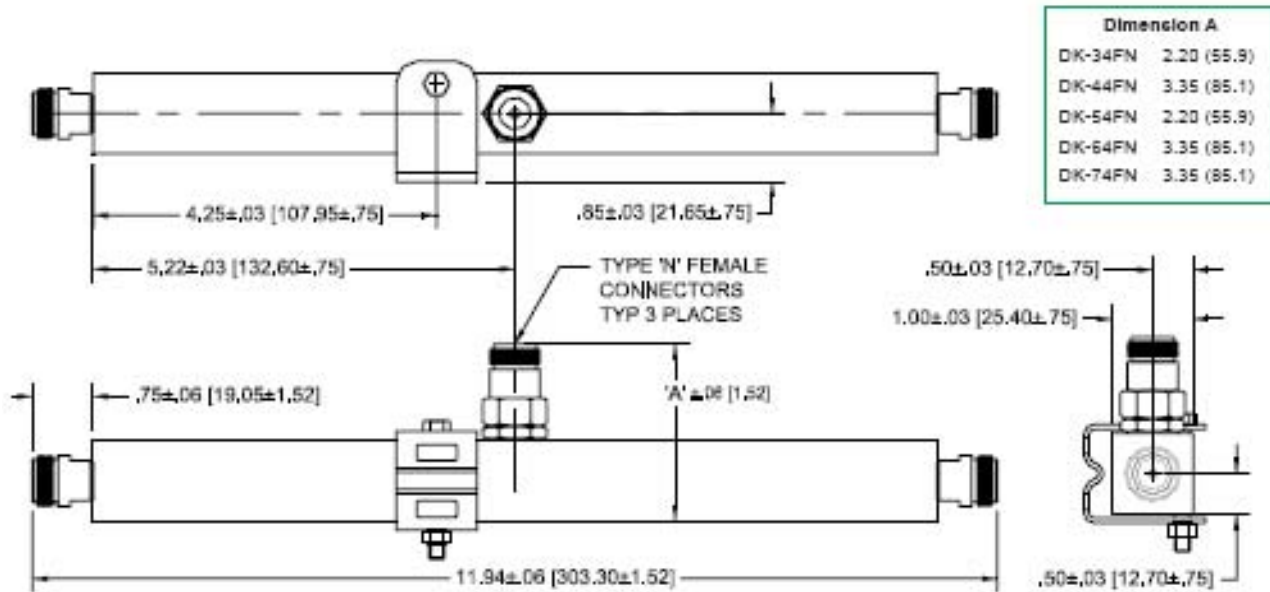 Dimension A
DK-34FN 2.20 (55.9)
DK-44FN 3.35 (85.1)
DK-54FN 2.20 (55.9)
DK-64FN 3.35 (85.1)
DK-74FN 3.35 (85.1)
4.25±.03 [107.95±.75]
.85±.03 [21.65±.75]
5.22±.03 [132.60±.75]
TYPE 'N' FEMALE
CONNECTORS
TYP 3 PLACES
.50±.03 [12.70±.75]
1.00±.03 [25.40±.75]
.75±.06 [19.05±1.52]
'A' ±.06 [1.52]
11.94±.06 [303.30±1.52]
.50±.03 [12.70±.75]